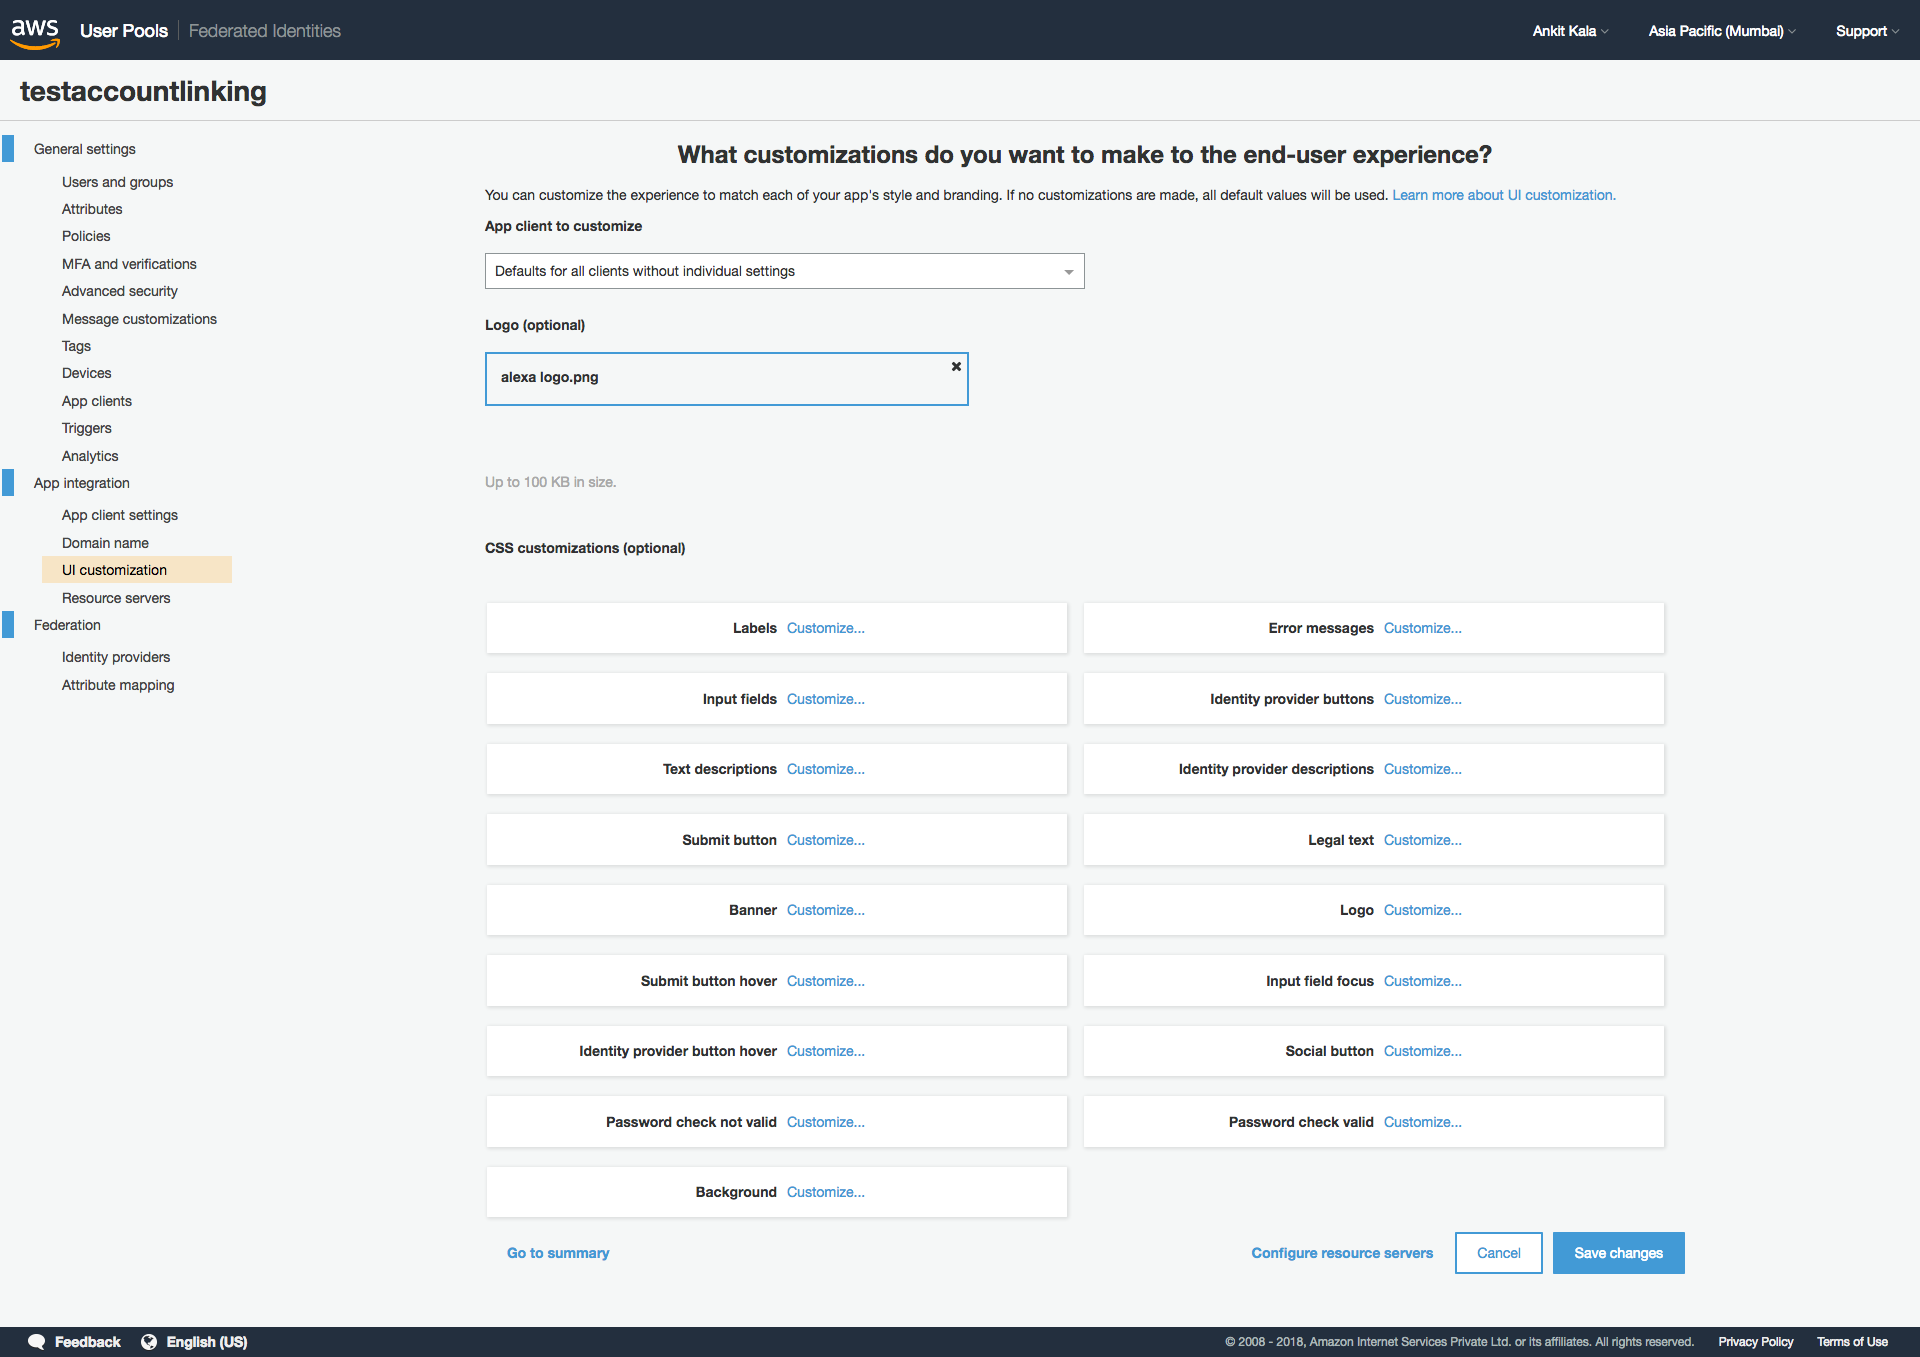 aws User Pools Federated Identities Ankit Kala Asia Pacific (Mumbai) Support
testaccountlinking
General settings
Users and groups
Attributes
Policies
MFA and verifications
Advanced security
Message customizations
Tags
Devices
App clients
Triggers
Analytics
App integration
App client settings
Domain name
UI customization
Resource servers
Federation
Identity providers
Attribute mapping
What customizations do you want to make to the end-user experience?
You can customize the experience to match each of your app's style and branding. If no customizations are made, all default values will be used. Learn more about UI customization.
App client to customize
Defaults for all clients without individual settings
Logo (optional)
alexa logo.png
Up to 100 KB in size.
CSS customizations (optional)
Labels Customize... Error messages Customize...
Input fields Customize... Identity provider buttons Customize...
Text descriptions Customize... Identity provider descriptions Customize...
Submit button Customize... Legal text Customize...
Banner Customize... Logo Customize...
Submit button hover Customize... Input field focus Customize...
Identity provider button hover Customize... Social button Customize...
Password check not valid Customize... Password check valid Customize...
Background Customize...
Go to summary Configure resource servers Cancel Save changes
Feedback English (US) © 2008 - 2018, Amazon Internet Services Private Ltd. or its affiliates. All rights reserved. Privacy Policy Terms of Use